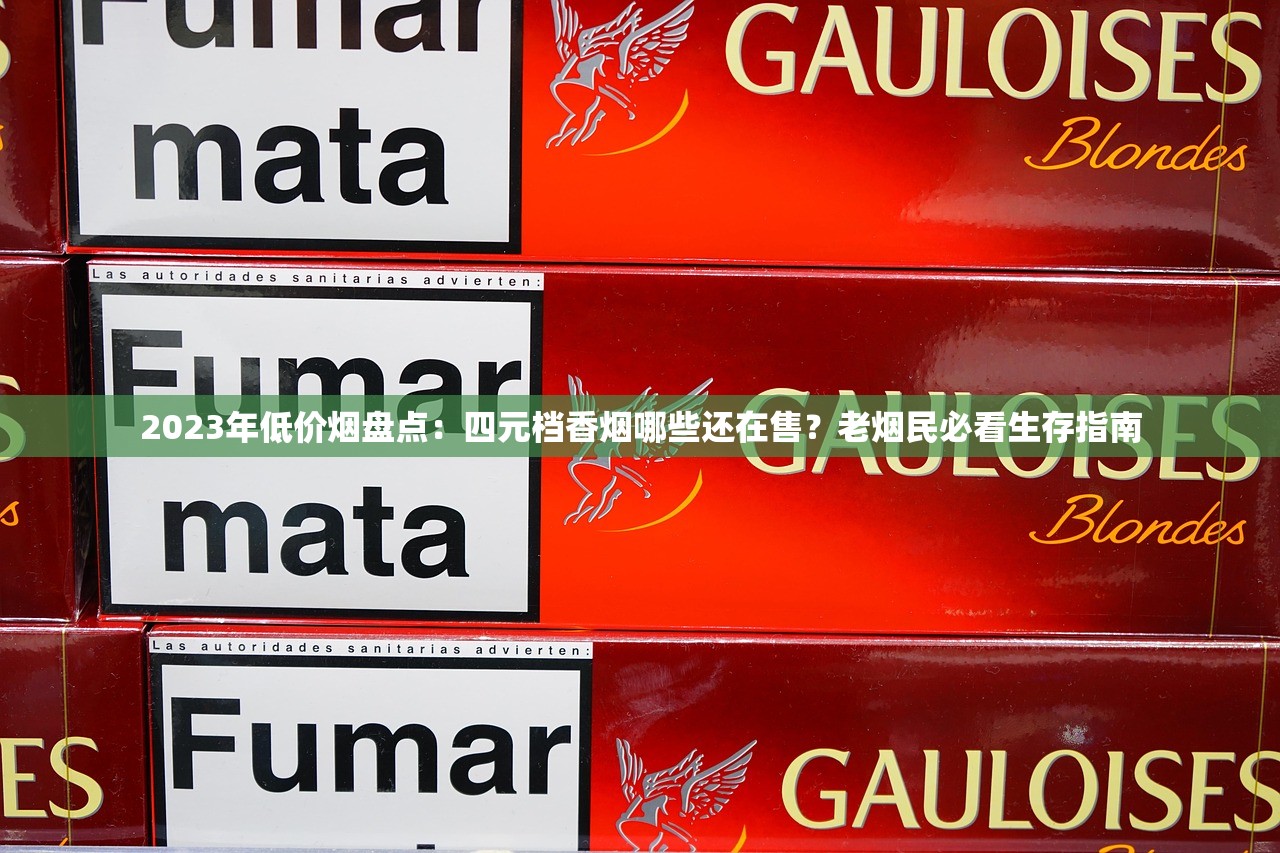 Fumar
mata
GAULOISES
Blondes
Las autoridades sanitarias advierten:
Fumar
mata
2023年低价烟盘点：四元档香烟哪些还在售？老烟民必看生存指南
GAULOISES
Blondes
Las autoridades sanitarias advierten:
Fumar
ES
GAULOISES